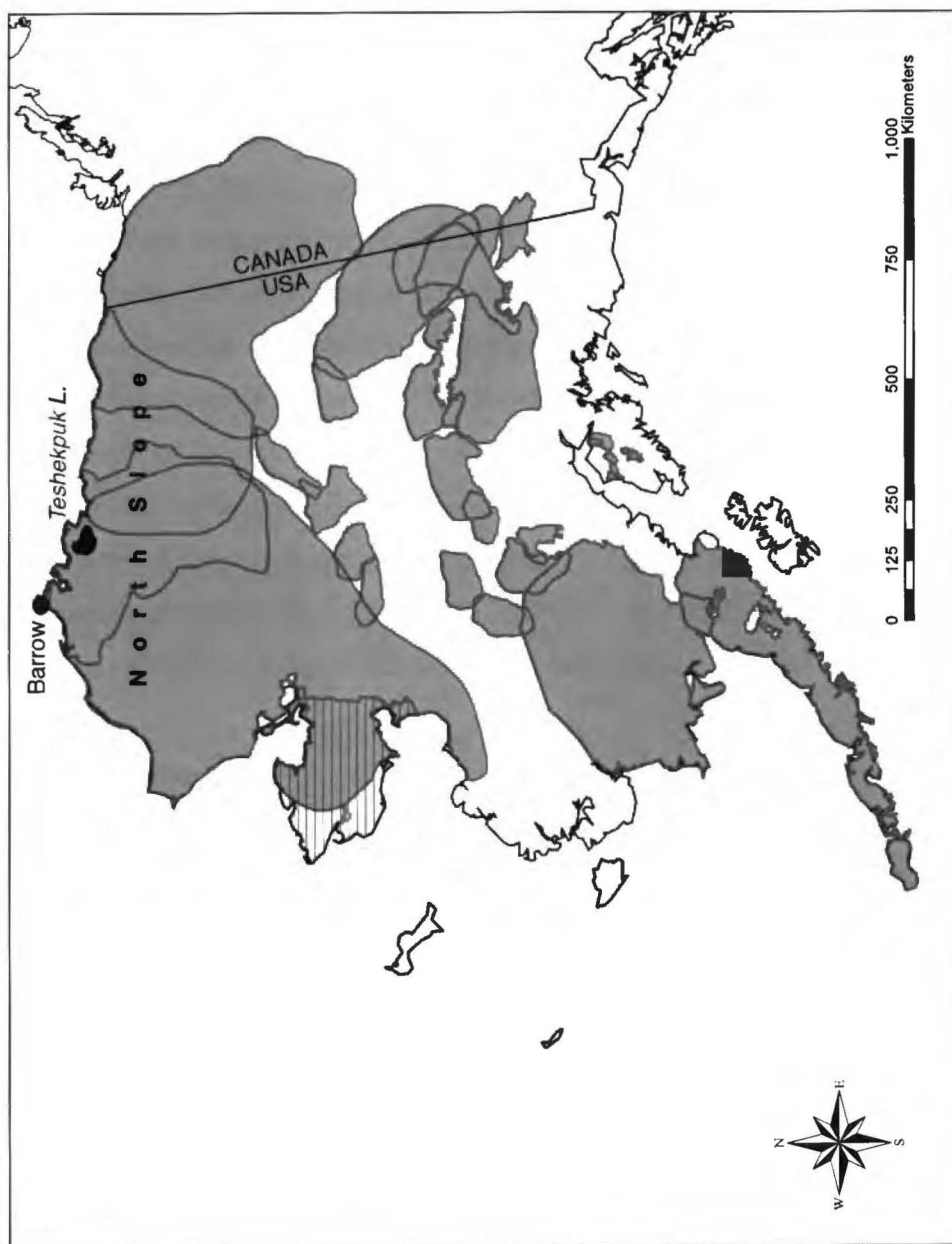 Barrow
Teshekpuk L.
North Slope
CANADA
USA
N
W
E
S
0 125 250 500 750 1.000
Kilometers